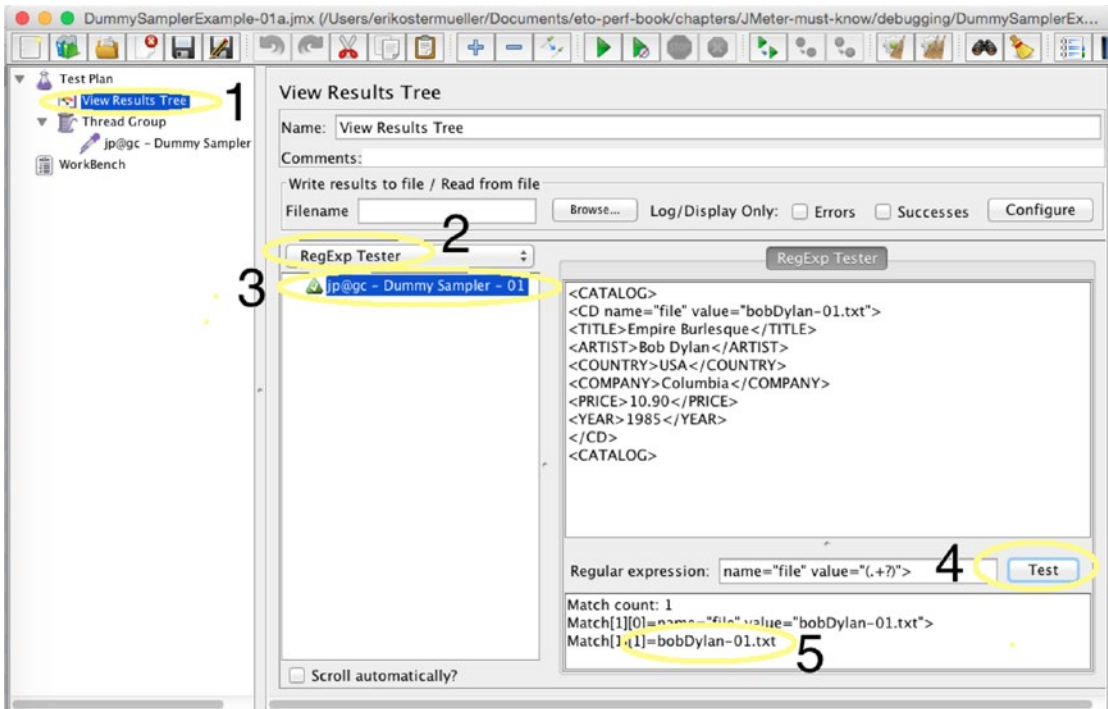 DummySamplerExample-01a.jmx (/Users/erikostermueller/Documents/eto-perf-book/chapters/JMeter-must-know/debugging/DummySamplerEx...
Test Plan
View Results Tree
1
Thread Group
jp@gc - Dummy Sampler
WorkBench
View Results Tree
Name: View Results Tree
Comments:
Write results to file / Read from file
Filename Browse... Log/Display Only: Errors Successes Configure
2
RegExp Tester
RegExp Tester
3
jp@gc - Dummy Sampler - 01
<CATALOG>
<CD name="file" value="bobDylan-01.txt">
<TITLE>Empire Burlesque</TITLE>
<ARTIST>Bob Dylan</ARTIST>
<COUNTRY>USA</COUNTRY>
<COMPANY>Columbia</COMPANY>
<PRICE>10.90</PRICE>
<YEAR>1985</YEAR>
</CD>
<CATALOG>
Regular expression: name="file" value="(.+?)"> 4 Test
Match count: 1
Match[1][0]=name="file" value="bobDylan-01.txt">
Match[1][1]=bobDylan-01.txt
5
Scroll automatically?